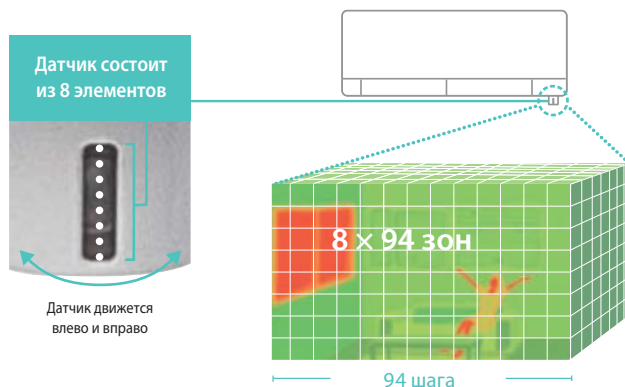 Датчик состоит
из 8 элементов
8 × 94 зон
Датчик движется
влево и вправо
94 шага